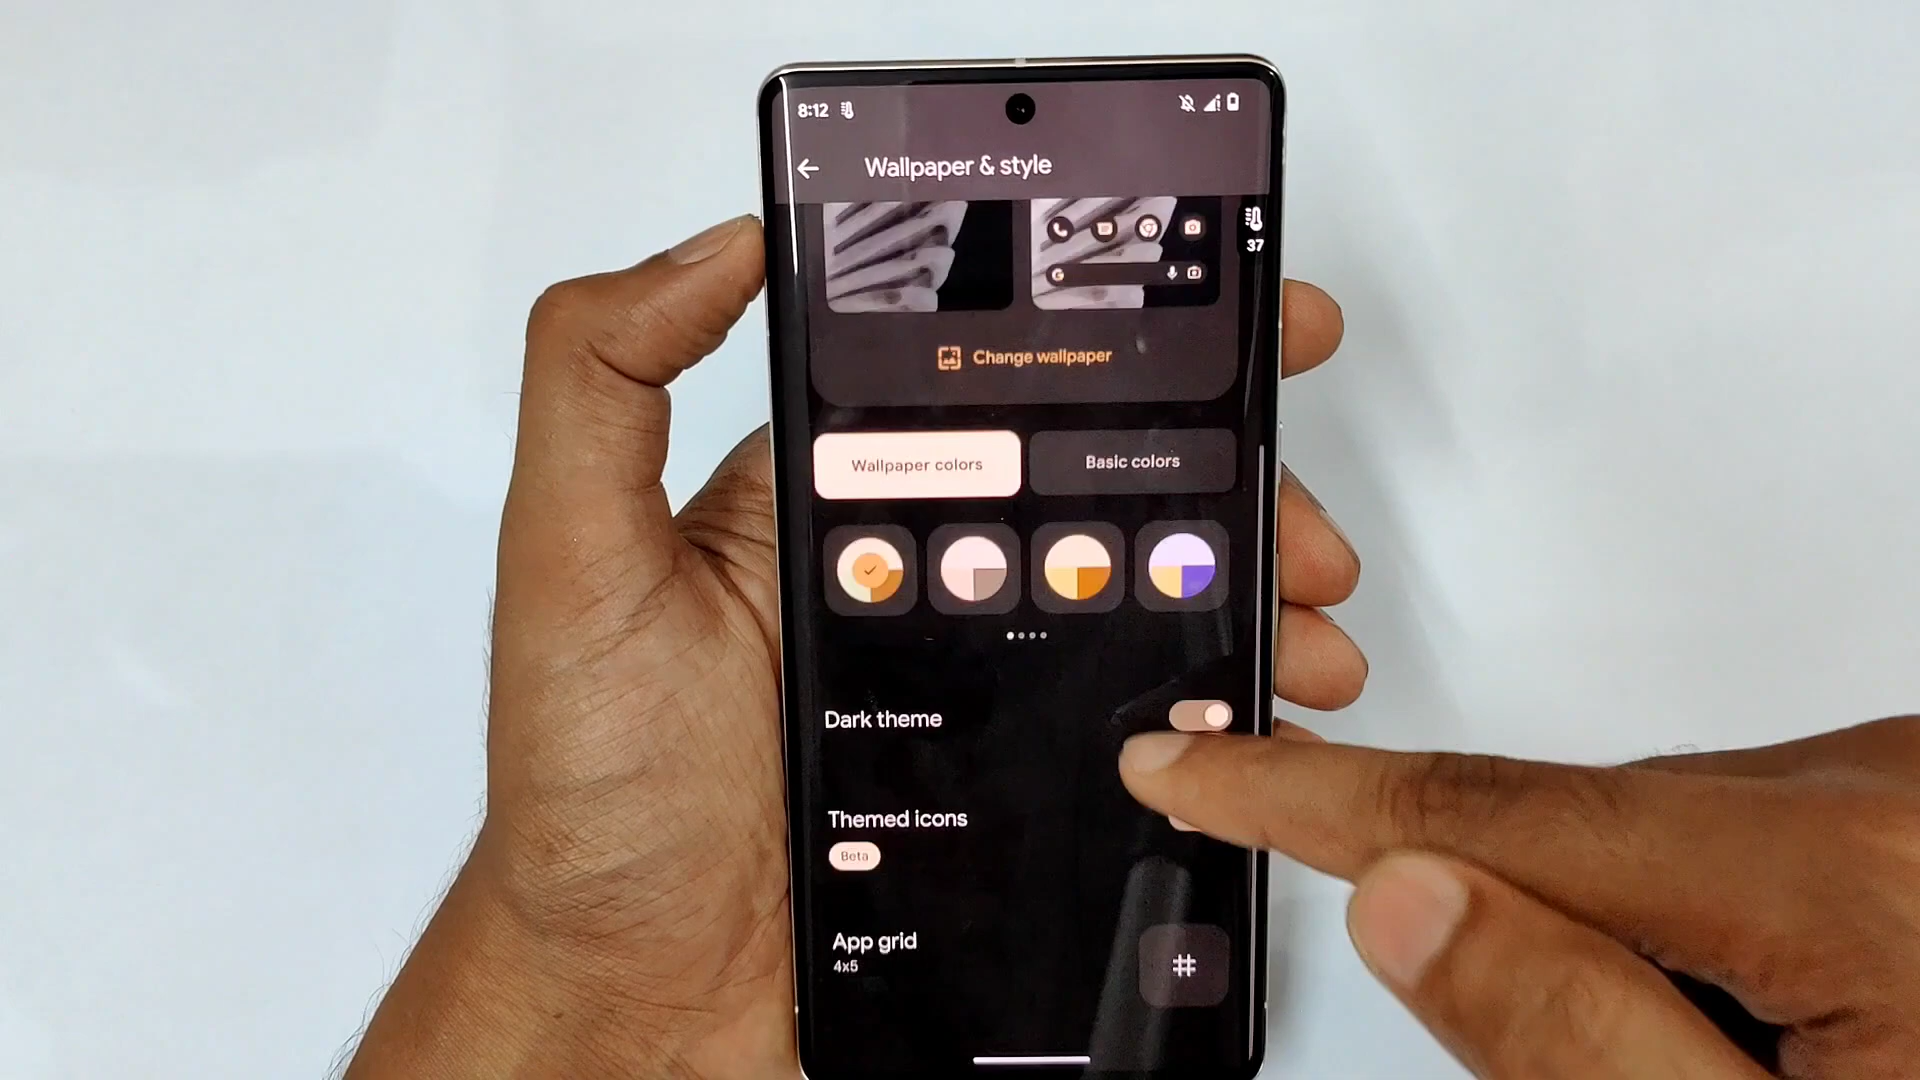 8:12
Wallpaper & style
37
G
Change wallpaper
Wallpaper colors
Basic colors
Dark theme
Themed icons
Beta
App grid
4x5